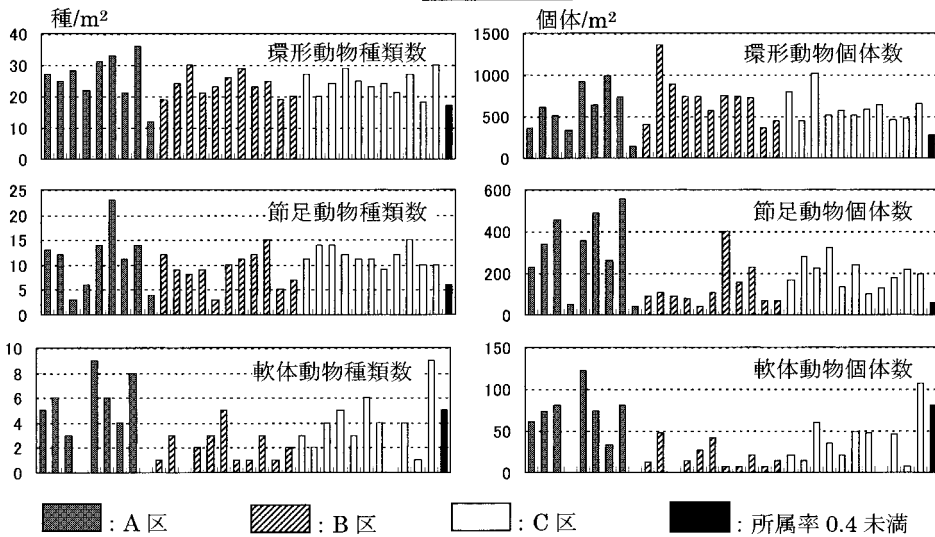 種/m²
40
30
20
10
0
環形動物種類数
個体/m²
1500
1000
500
0
環形動物個体数
25
20
15
10
5
0
節足動物種類数
600
400
200
0
節足動物個体数
10
8
6
4
2
0
軟体動物種類数
150
100
50
0
軟体動物個体数
: A 区
: B 区
: C 区
: 所属率 0.4 未満